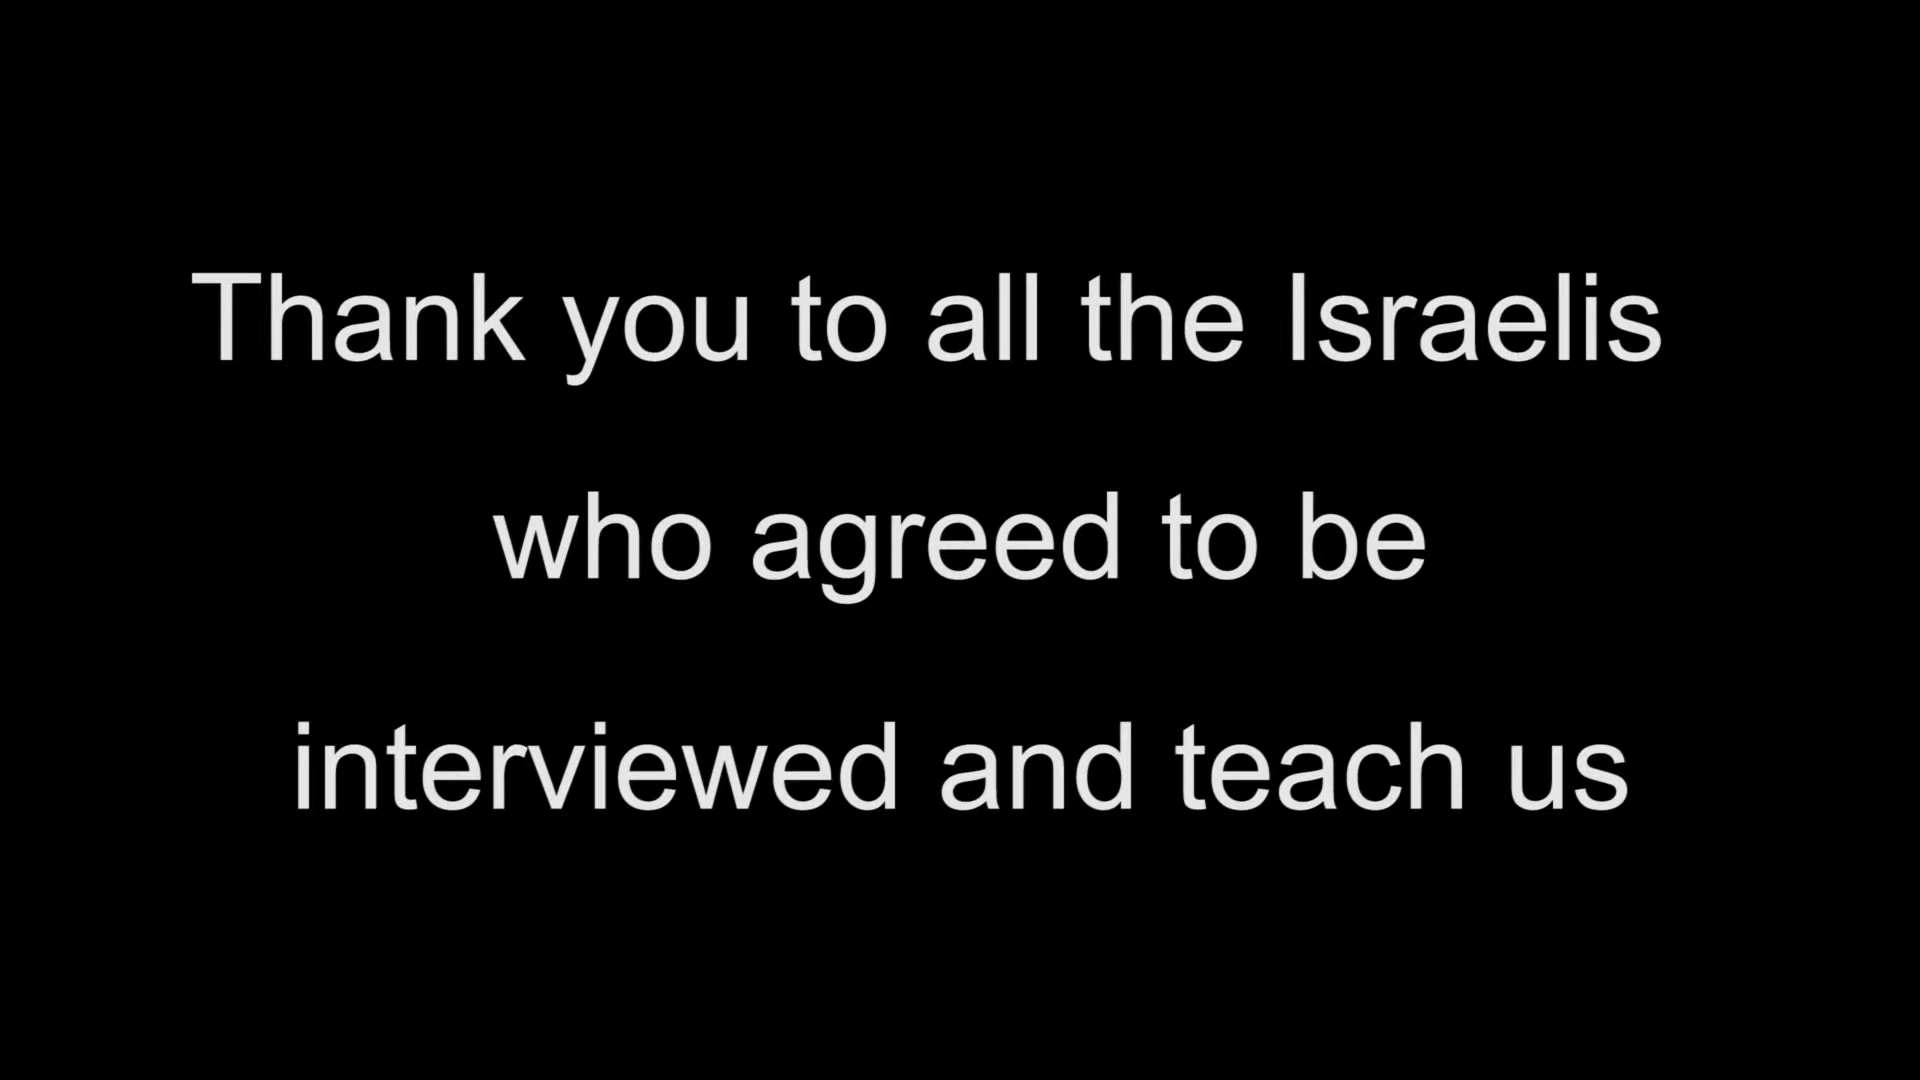 Thank you to all the Israelis
who agreed to be
interviewed and teach us